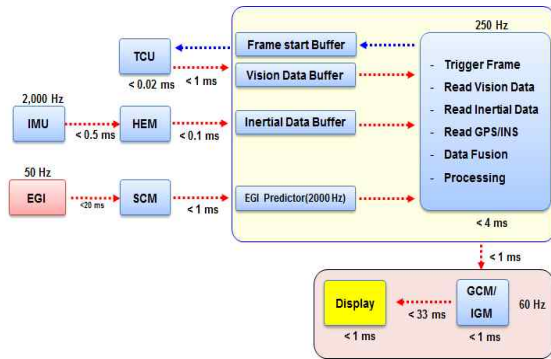 250 Hz
Frame start Buffer
TCU
Vision Data Buffer
< 0.02 ms
< 1 ms
- Trigger Frame
- Read Vision Data
- Read Inertial Data
- Read GPS/INS
- Data Fusion
- Processing
2,000 Hz
IMU
< 0.5 ms
HEM
< 0.1 ms
Inertial Data Buffer
50 Hz
EGI
<20 ms
SCM
< 1 ms
EGI Predictor(2000Hz)
< 4 ms
< 1 ms
Display
< 33 ms
GCM/
IGM
60 Hz
< 1 ms
< 1 ms